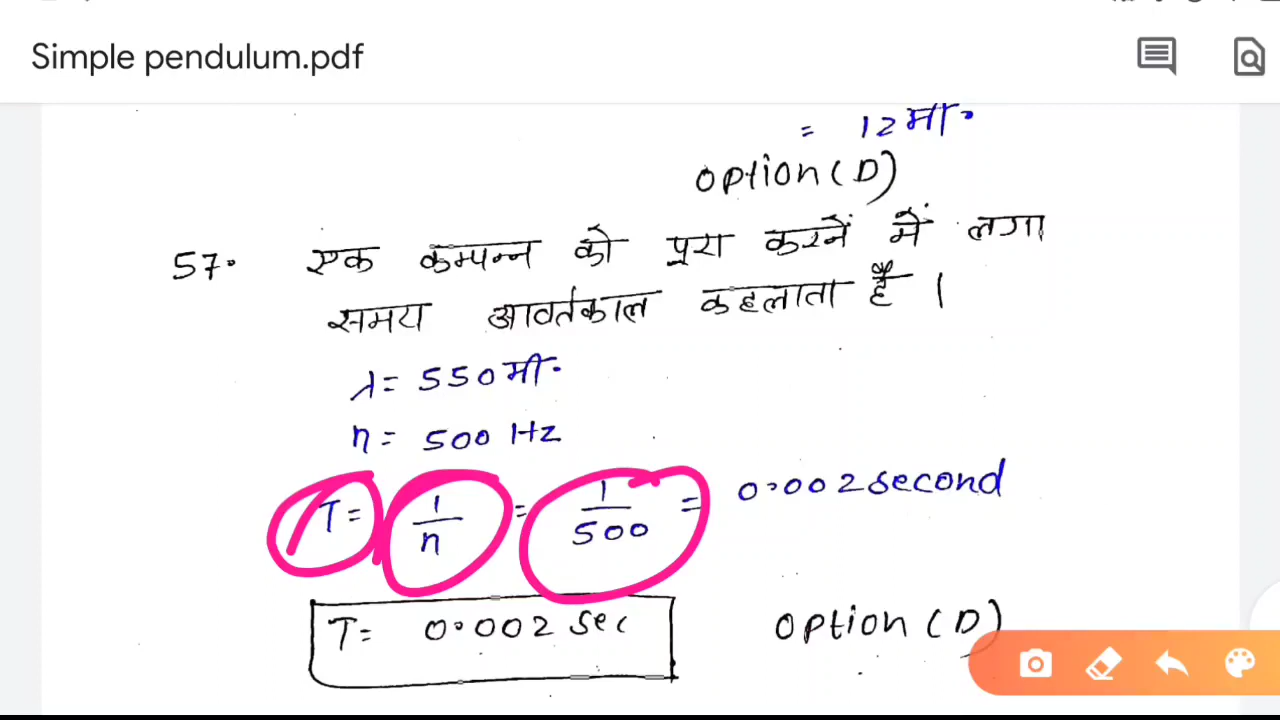 Simple pendulum.pdf
= 12 मी.
option (D)
57. एक कम्पन्न को पूरा करनें में लगा
समय आवर्तकाल कहलाता है ।
λ = 550 मी.
n = 500 Hz
T = 1/n = 1/500 = 0.002 second
T = 0.002 sec
option (D)